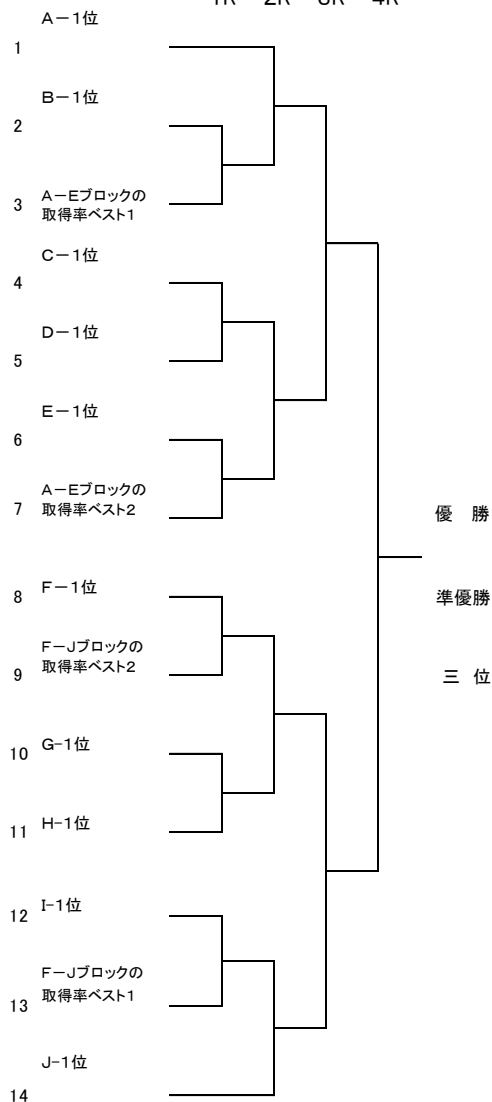 1R 2R 3R 4R
A－1位
1
B－1位
2
A－Eブロックの
3 取得率ベスト1
C－1位
4
D－1位
5
E－1位
6
A－Eブロックの
7 取得率ベスト2
優 勝
F－1位
8
準優勝
F－Jブロックの
取得率ベスト2
9
三 位
G-1位
10
H-1位
11
I-1位
12
F－Jブロックの
取得率ベスト1
13
J-1位
14